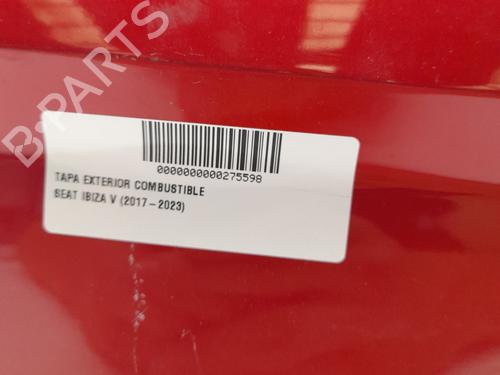 B-PARTS
0000000000275598
TAPA EXTERIOR COMBUSTIBLE
SEAT IBIZA V (2017-2023)